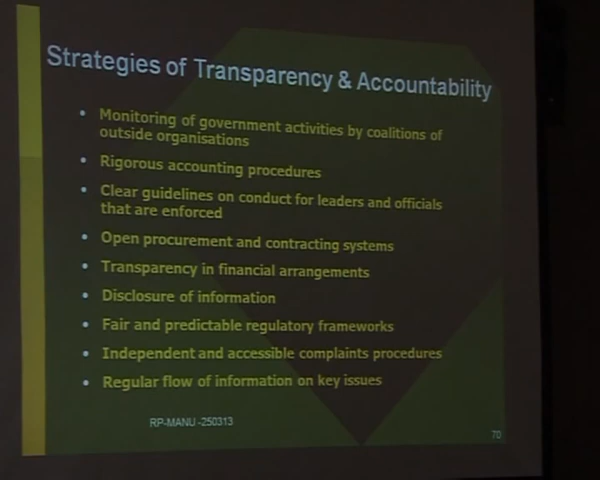 Strategies of Transparency & Accountability
• Monitoring of government activities by coalitions of
outside organisations
• Rigorous accounting procedures
• Clear guidelines on conduct for leaders and officials
that are enforced
• Open procurement and contracting systems
• Transparency in financial arrangements
• Disclosure of information
• Fair and predictable regulatory frameworks
• Independent and accessible complaints procedures
• Regular flow of information on key issues
RP-MANU -250313
70